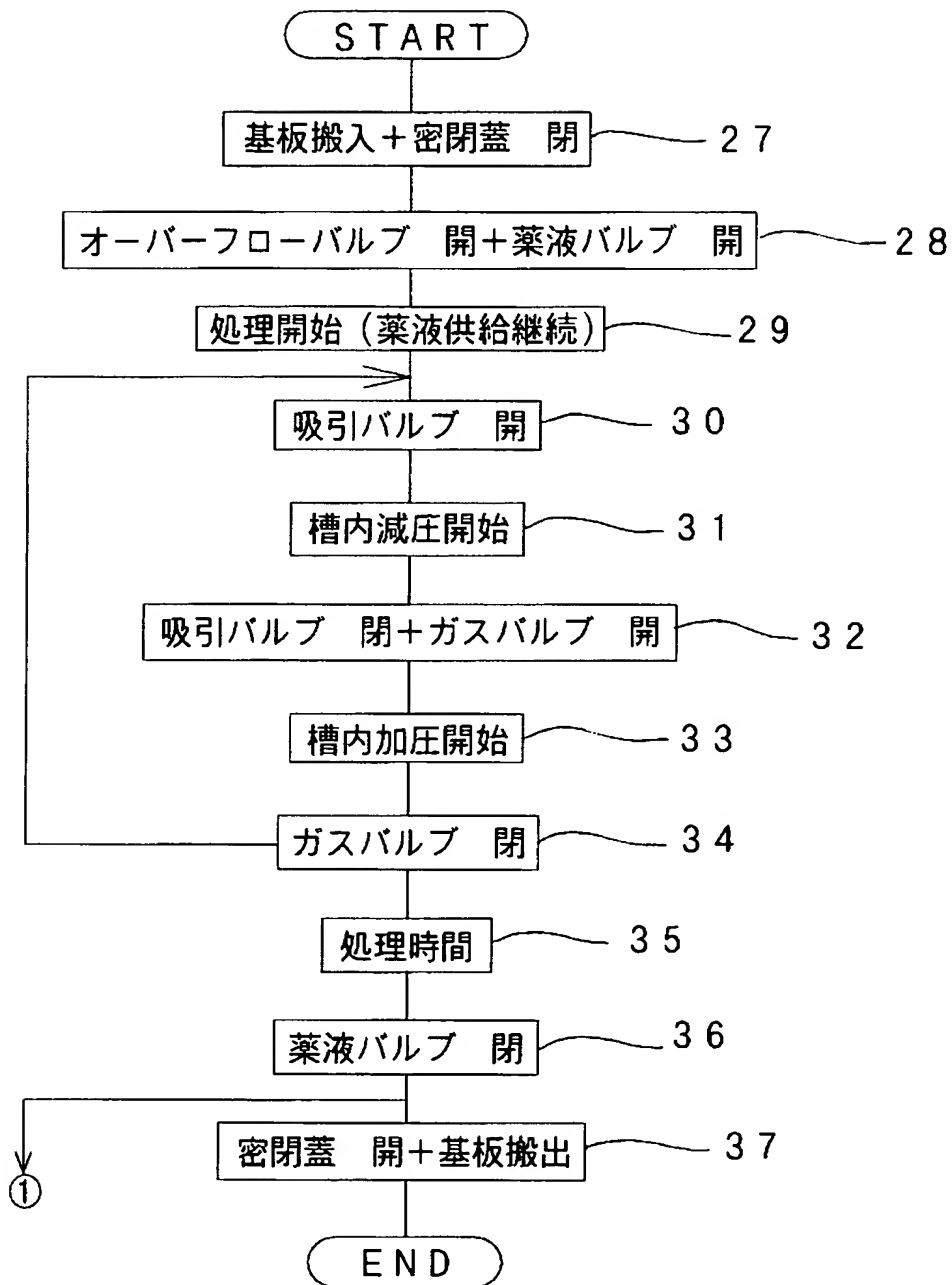 START
基板搬入+密閉蓋 閉 27
オーバーフローバルブ 開+薬液バルブ 開 28
処理開始(薬液供給継続) 29
吸引バルブ 開 30
槽内減圧開始 31
吸引バルブ 閉+ガスバルブ 開 32
槽内加圧開始 33
ガスバルブ 閉 34
処理時間 35
薬液バルブ 閉 36
密閉蓋 開+基板搬出 37
①
END